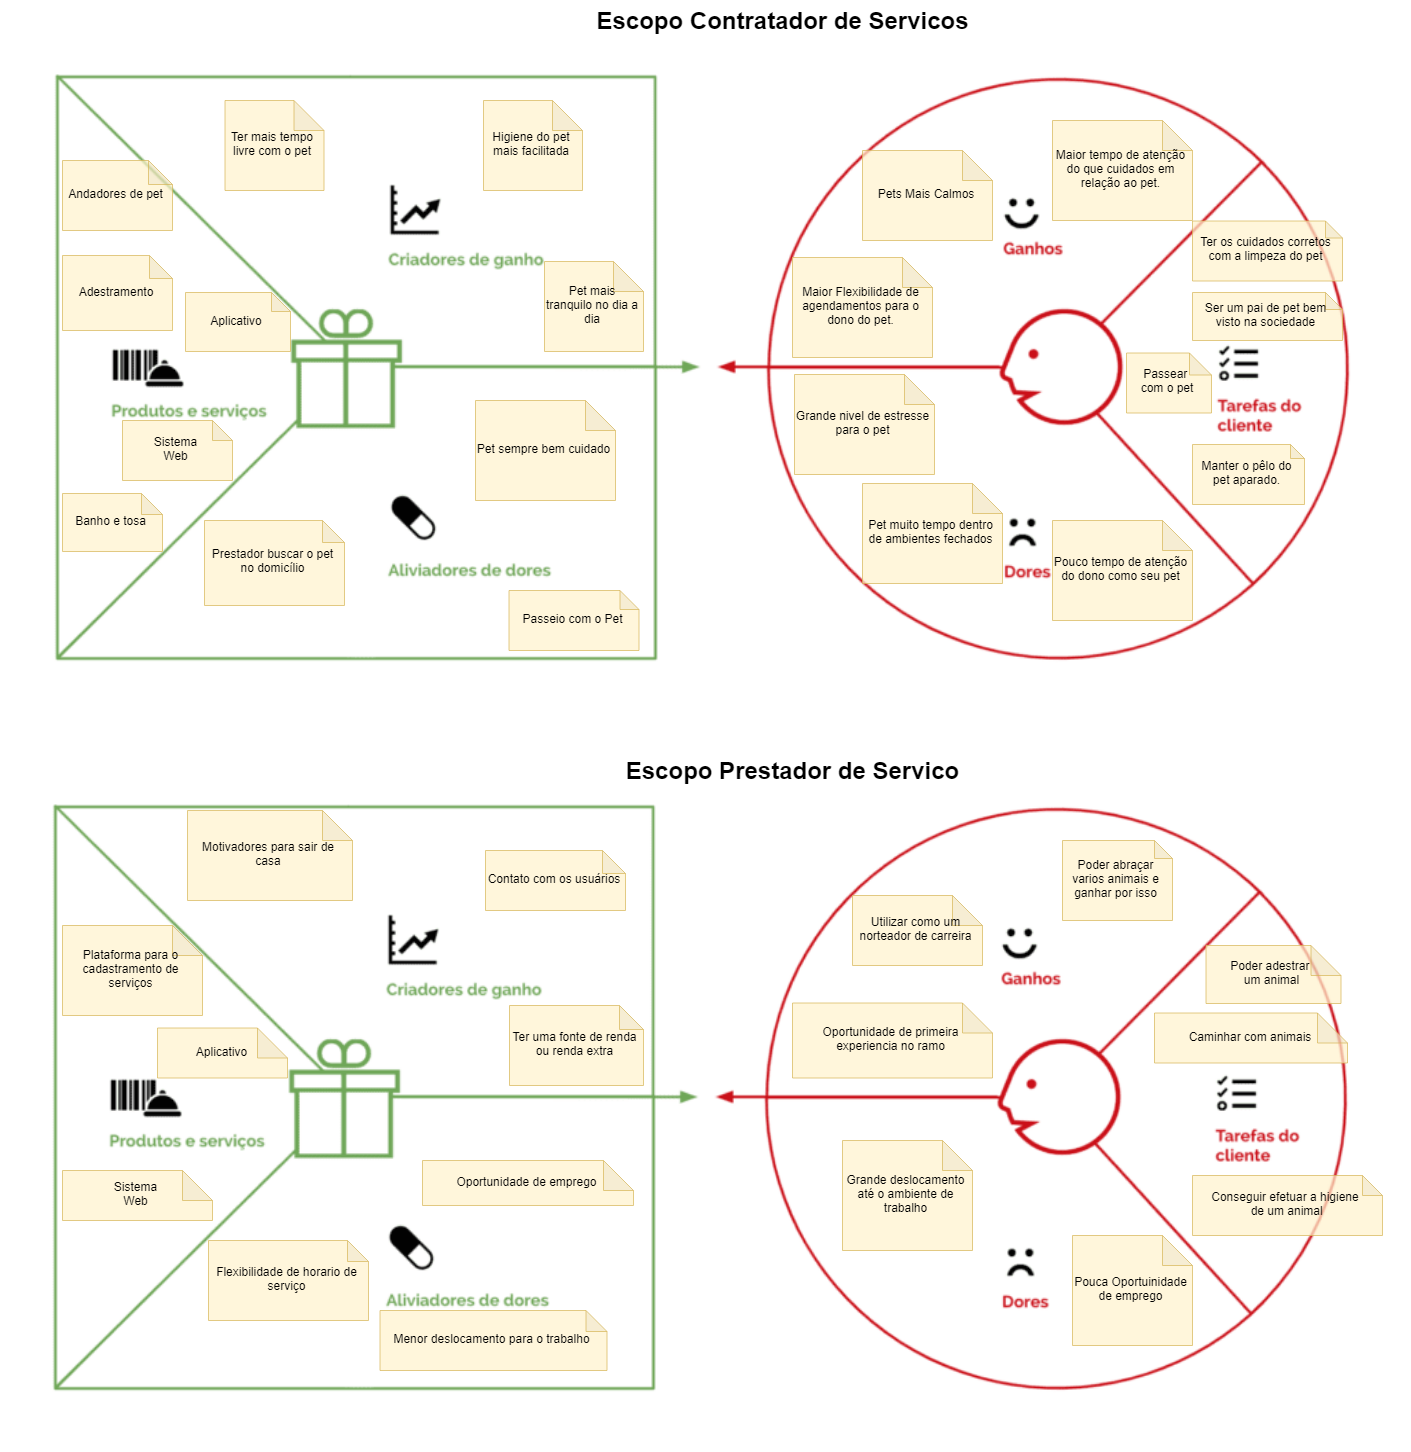 Escopo Contratador de Servicos
Ter mais tempo
livre com o pet
Higiene do pet
mais facilitada
Andadores de pet
Criadores de ganho
Adestramento
Aplicativo
Pet mais
tranquilo no dia a
dia
Produtos e serviços
Sistema
Web
Pet sempre bem cuidado
Banho e tosa
Prestador buscar o pet
no domicílio
Aliviadores de dores
Passeio com o Pet
Maior tempo de atenção
do que cuidados em
relação ao pet.
Pets Mais Calmos
Ganhos
Ter os cuidados corretos
com a limpeza do pet
Maior Flexibilidade de
agendamentos para o
dono do pet.
Ser um pai de pet bem
visto na sociedade
Passear
com o pet
Tarefas do
cliente
Grande nivel de estresse
para o pet
Manter o pêlo do
pet aparado.
Pet muito tempo dentro
de ambientes fechados
Dores
Pouco tempo de atenção
do dono como seu pet
Escopo Prestador de Servico
Motivadores para sair de
casa
Contato com os usuários
Plataforma para o
cadastramento de
serviços
Criadores de ganho
Aplicativo
Ter uma fonte de renda
ou renda extra
Produtos e serviços
Sistema
Web
Oportunidade de emprego
Flexibilidade de horario de
serviço
Aliviadores de dores
Menor deslocamento para o trabalho
Poder abraçar
varios animais e
ganhar por isso
Utilizar como um
norteador de carreira
Ganhos
Poder adestrar
um animal
Oportunidade de primeira
experiencia no ramo
Caminhar com animais
Tarefas do
cliente
Grande deslocamento
até o ambiente de
trabalho
Conseguir efetuar a higiene
de um animal
Dores
Pouca Oportuinidade
de emprego